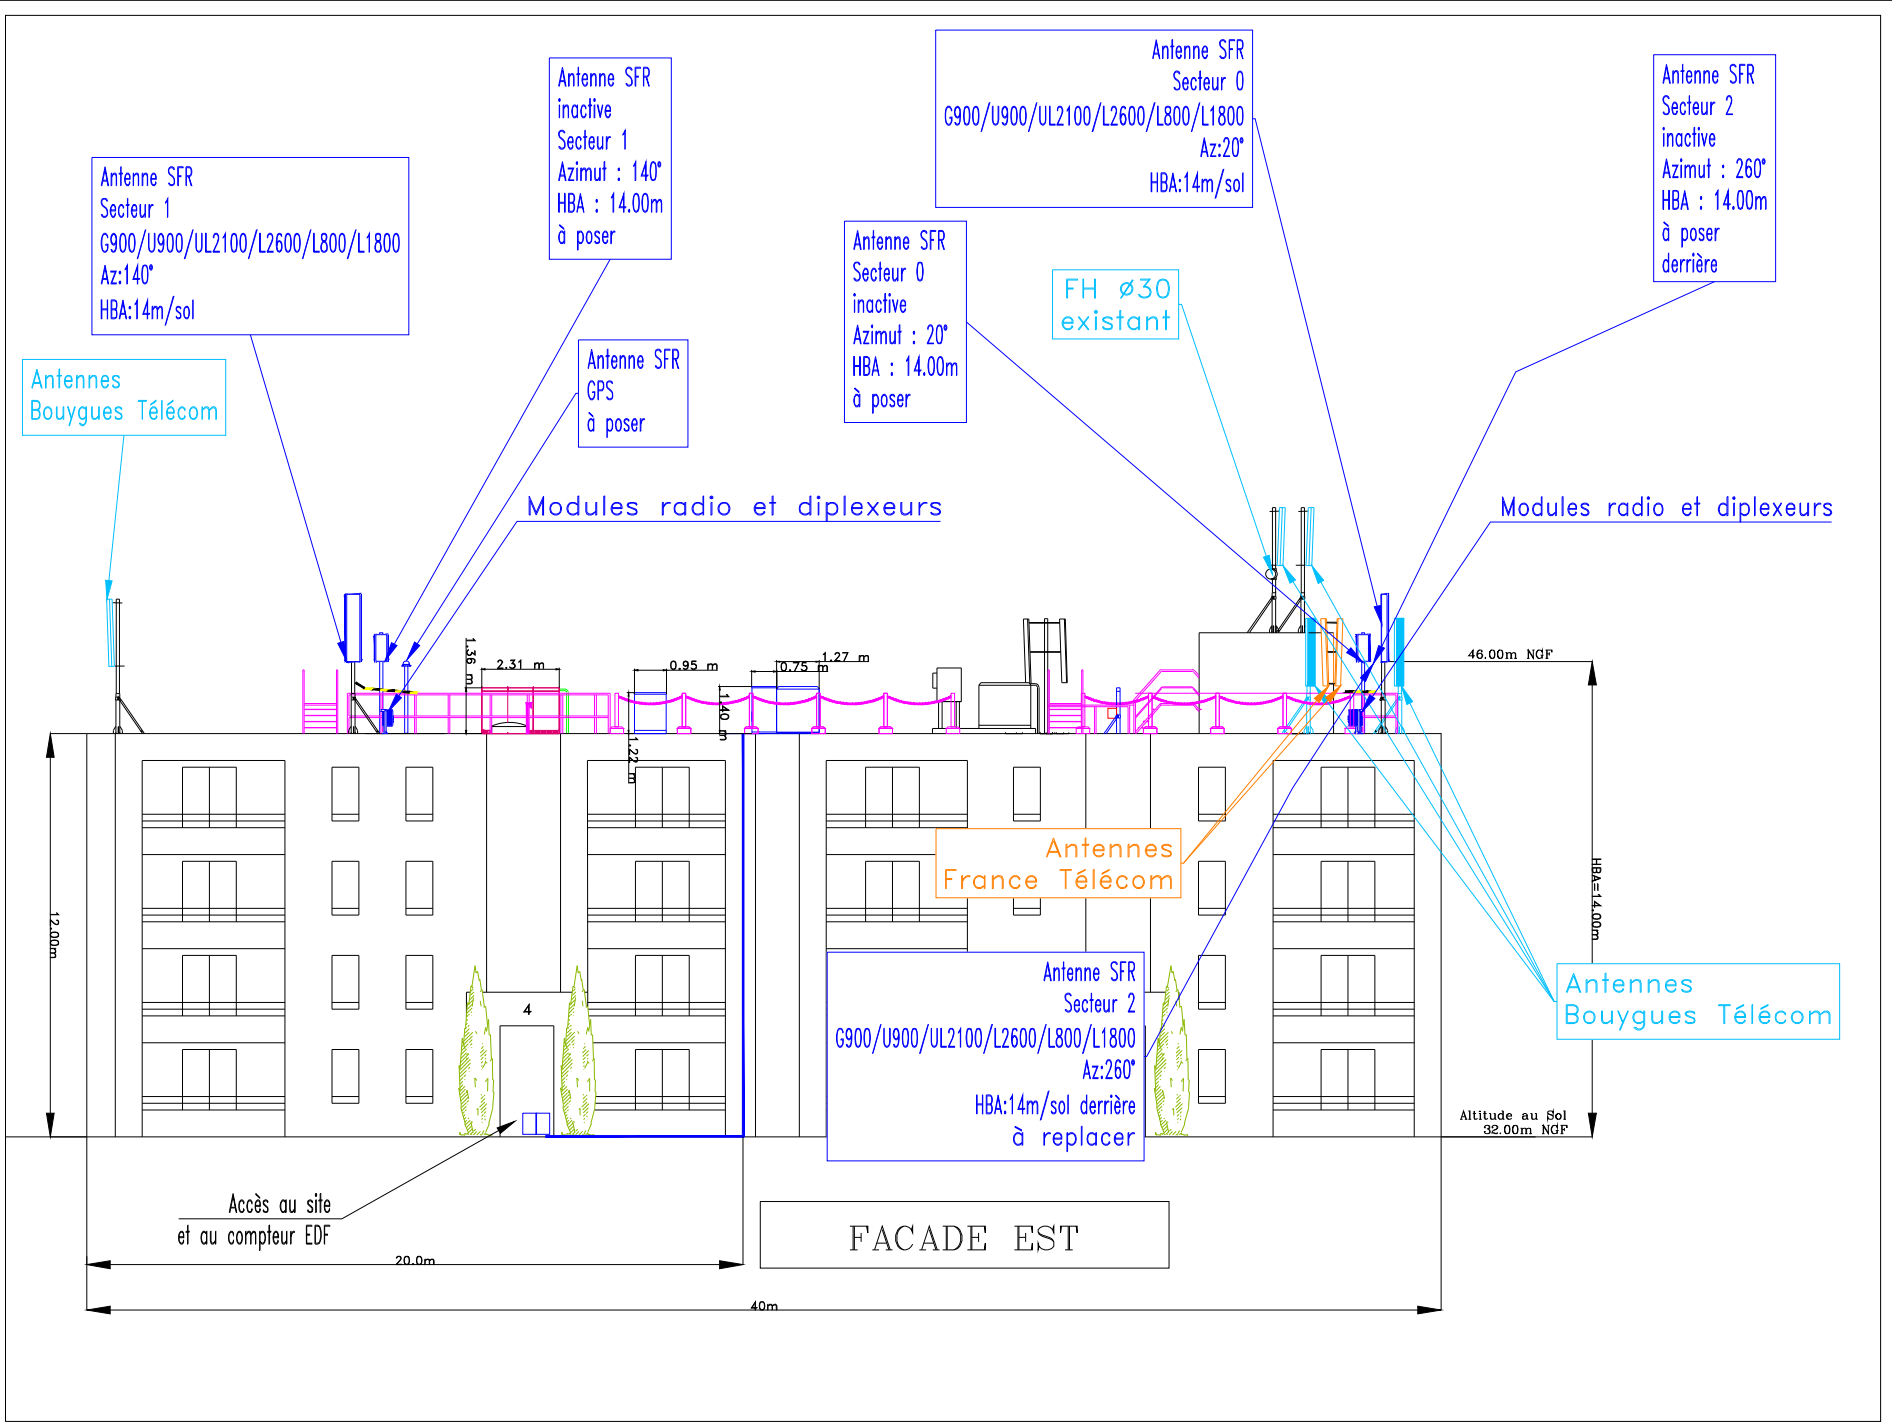 Antenne SFR
Secteur 0
G900/U900/UL2100/L2600/L800/L1800
Az:20°
HBA:14m/sol
Antenne SFR
inactive
Secteur 1
Azimut : 140°
HBA : 14.00m
à poser
Antenne SFR
Secteur 2
inactive
Azimut : 260°
HBA : 14.00m
à poser
derrière
Antenne SFR
Secteur 1
G900/U900/UL2100/L2600/L800/L1800
Az:140°
HBA:14m/sol
Antenne SFR
Secteur 0
inactive
Azimut : 20°
HBA : 14.00m
à poser
FH ø30
existant
Antennes
Bouygues Télécom
Antenne SFR
GPS
à poser
Modules radio et diplexeurs
Modules radio et diplexeurs
1.36 m
2.31 m
0.95 m
0.75 m
1.27 m
1.40 m
1.22 m
46.00m NGF
Antennes
France Télécom
HBA=14.00m
12.00m
Antenne SFR
Secteur 2
G900/U900/UL2100/L2600/L800/L1800
Az:260°
HBA:14m/sol derrière
à replacer
Antennes
Bouygues Télécom
4
Altitude au Sol
32.00m NGF
Accès au site
et au compteur EDF
FACADE EST
20.0m
40m